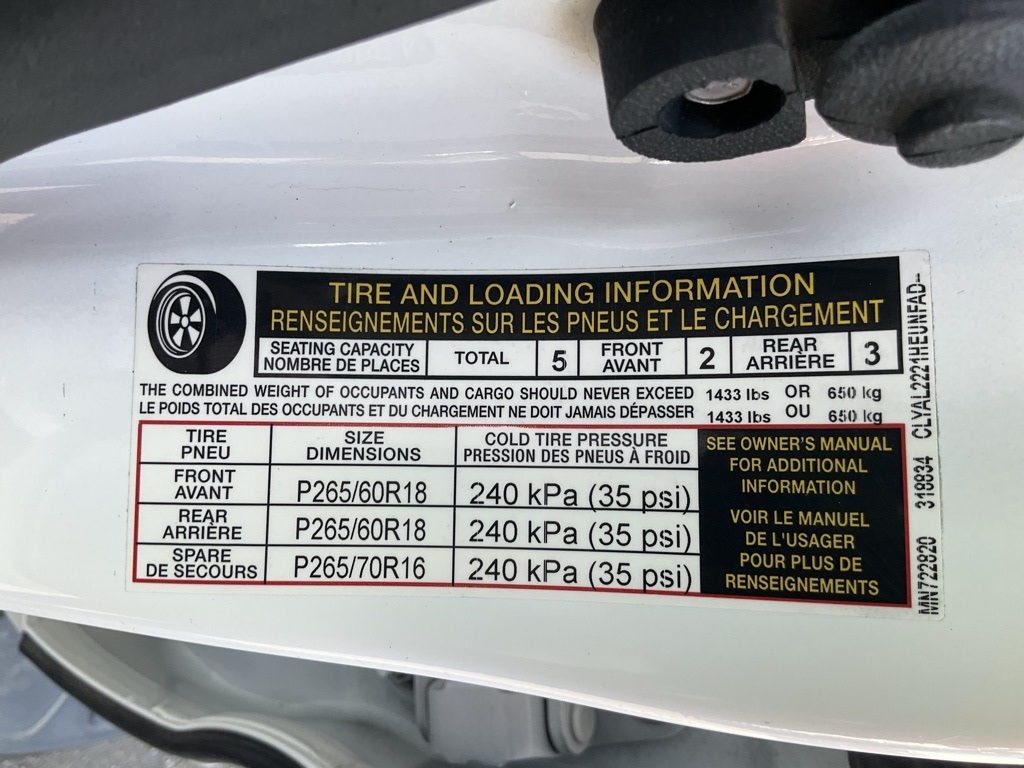 TIRE AND LOADING INFORMATION
RENSEIGNEMENTS SUR LES PNEUS ET LE CHARGEMENT
SEATING CAPACITY
NOMBRE DE PLACES
TOTAL
5
FRONT
AVANT
2
REAR
ARRIÈRE
3
THE COMBINED WEIGHT OF OCCUPANTS AND CARGO SHOULD NEVER EXCEED 1433 lbs OR 650 kg
LE POIDS TOTAL DES OCCUPANTS ET DU CHARGEMENT NE DOIT JAMAIS DÉPASSER 1433 lbs OU 650 kg
TIRE
PNEU
SIZE
DIMENSIONS
COLD TIRE PRESSURE
PRESSION DES PNEUS À FROID
FRONT
AVANT
P265/60R18
240 kPa (35 psi)
REAR
ARRIÈRE
P265/60R18
240 kPa (35 psi)
SPARE
DE SECOURS
P265/70R16
240 kPa (35 psi)
SEE OWNER'S MANUAL
FOR ADDITIONAL
INFORMATION
VOIR LE MANUEL
DE L'USAGER
POUR PLUS DE
RENSEIGNEMENTS
MN722820 318834 CLYAL2221HEUNFAD--